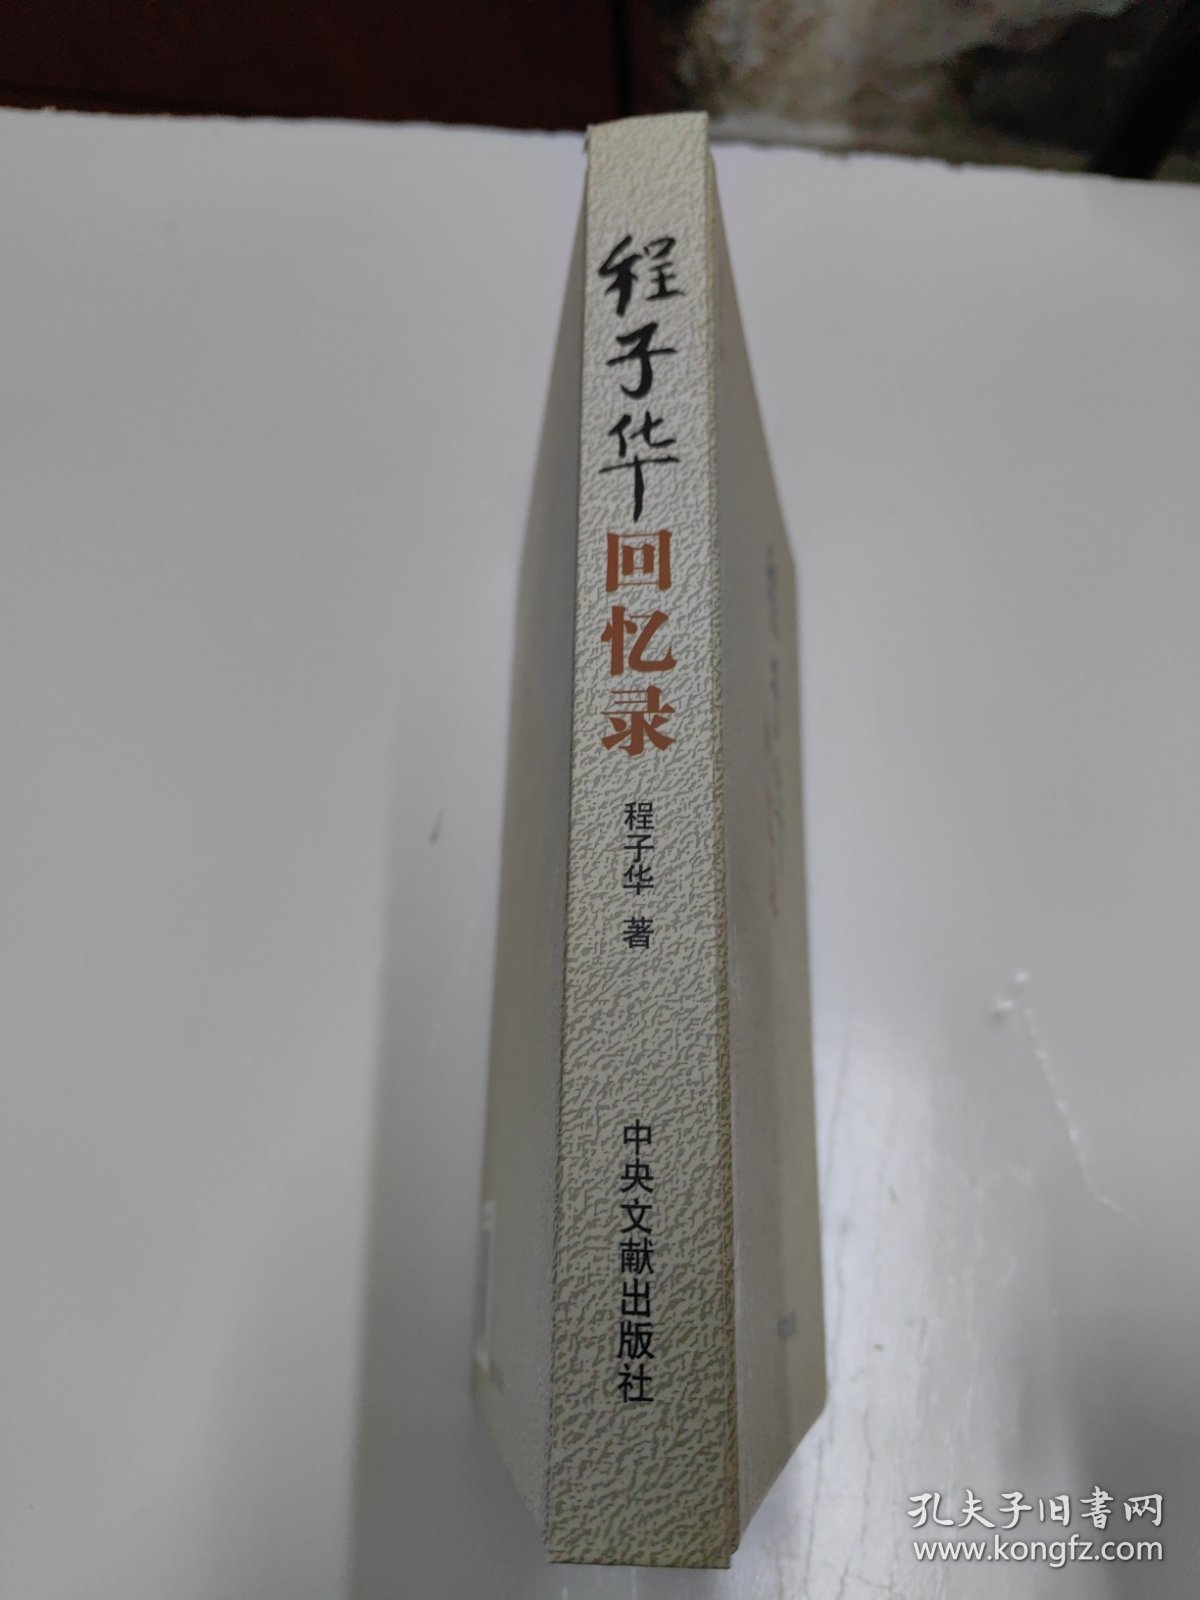 程子华
回忆录
程子华 著
中央文献出版社
孔夫子旧書网
www.kongfz.com